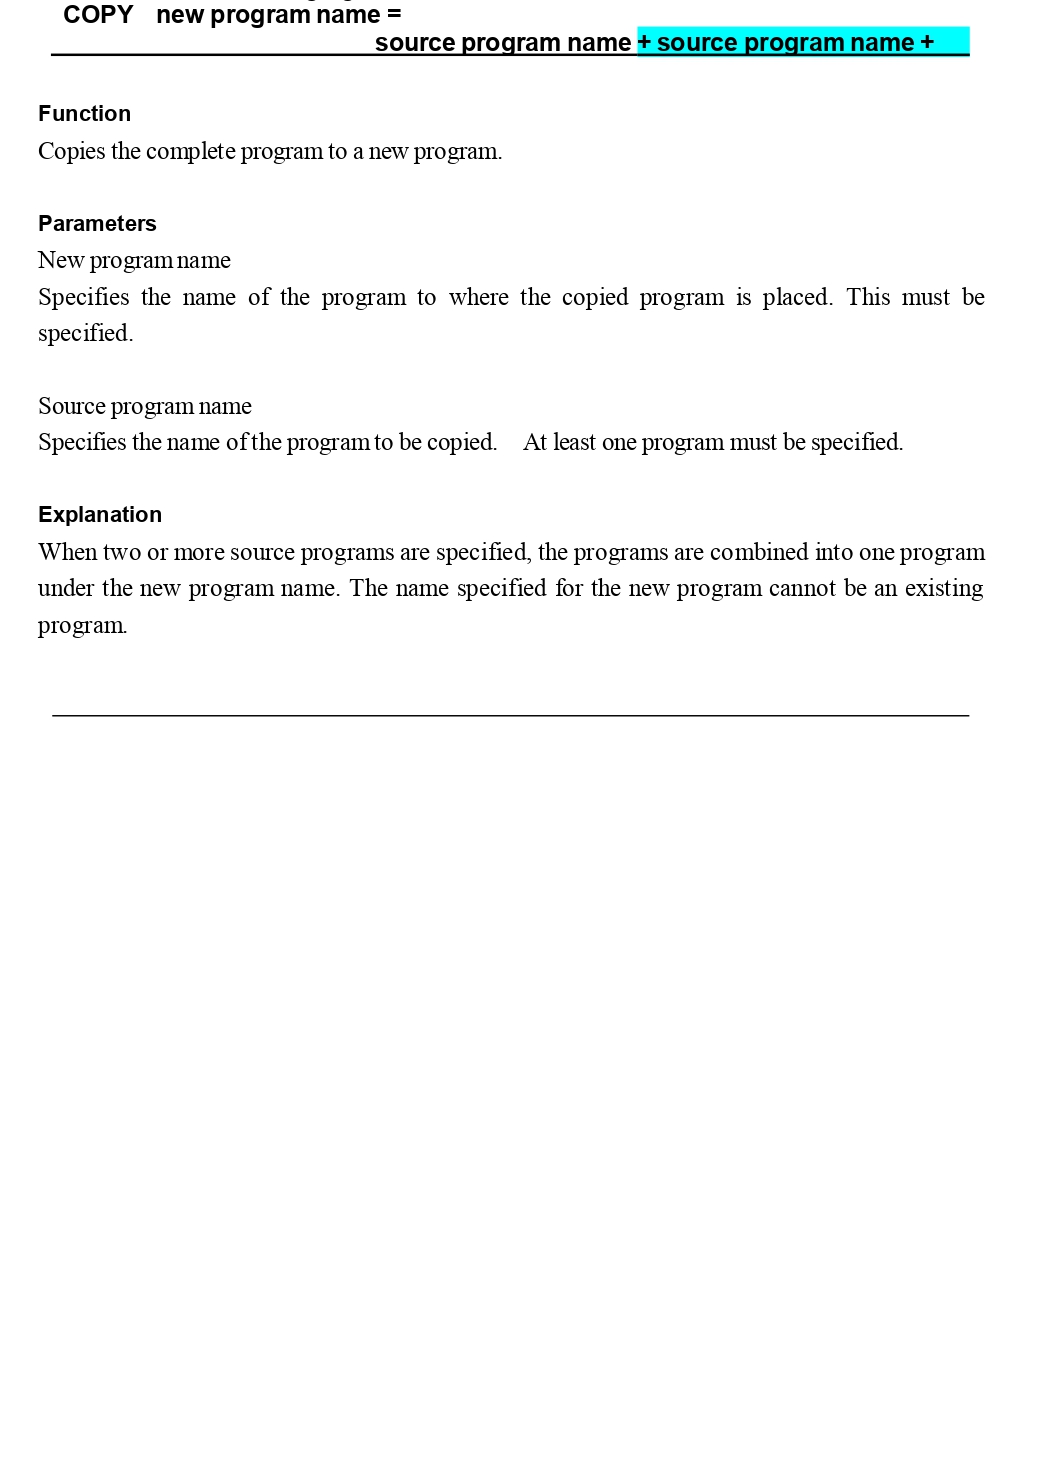 COPY new program name =
source program name + source program name +
Function
Copies the complete program to a new program.
Parameters
New program name
Specifies the name of the program to where the copied program is placed. This must be
specified.
Source program name
Specifies the name of the program to be copied. At least one program must be specified.
Explanation
When two or more source programs are specified, the programs are combined into one program
under the new program name. The name specified for the new program cannot be an existing
program.